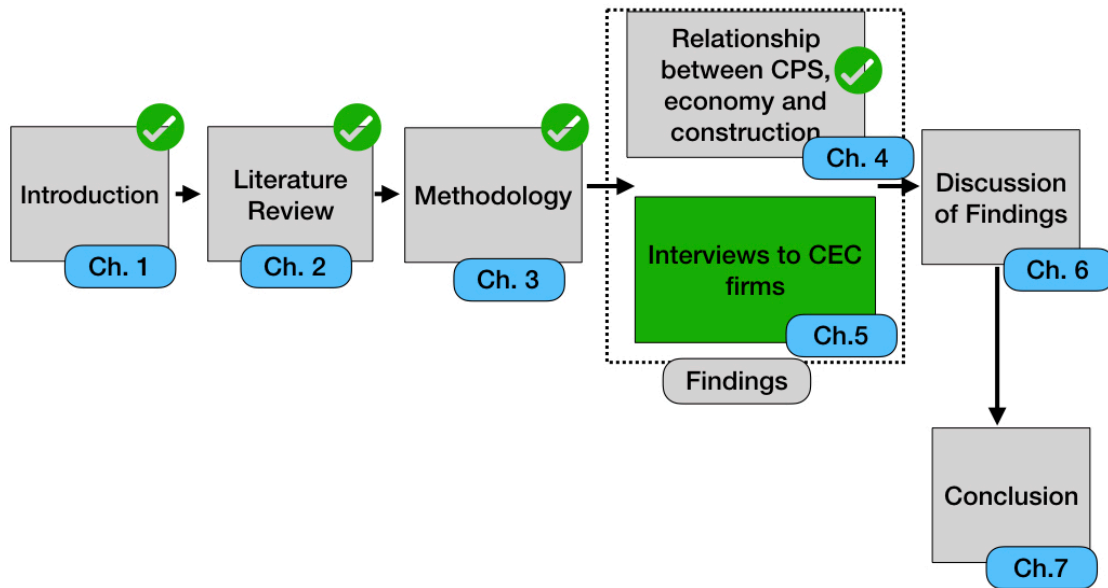 Introduction
Ch. 1
Literature
Review
Ch. 2
Methodology
Ch. 3
Relationship
between CPS,
economy and
construction
Ch. 4
Interviews to CEC
firms
Ch.5
Findings
Discussion
of Findings
Ch. 6
Conclusion
Ch.7